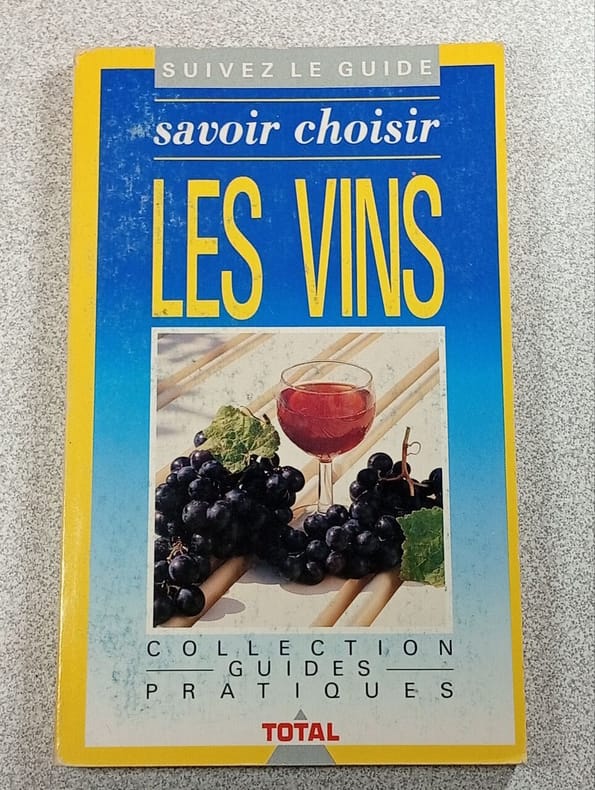 SUIVEZ LE GUIDE
savoir choisir
LES VINS
COLLECTION
GUIDES
PRATIQUES
TOTAL